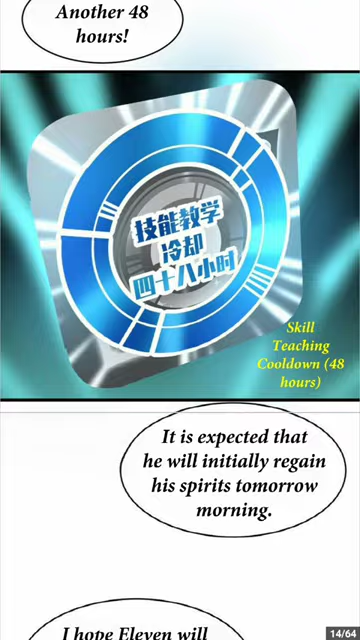 Another 48
hours!
技能教学
冷却
四十八小时
Skill
Teaching
Cooldown (48
hours)
It is expected that
he will initially regain
his spirits tomorrow
morning.
I hope Eleven will
14/64